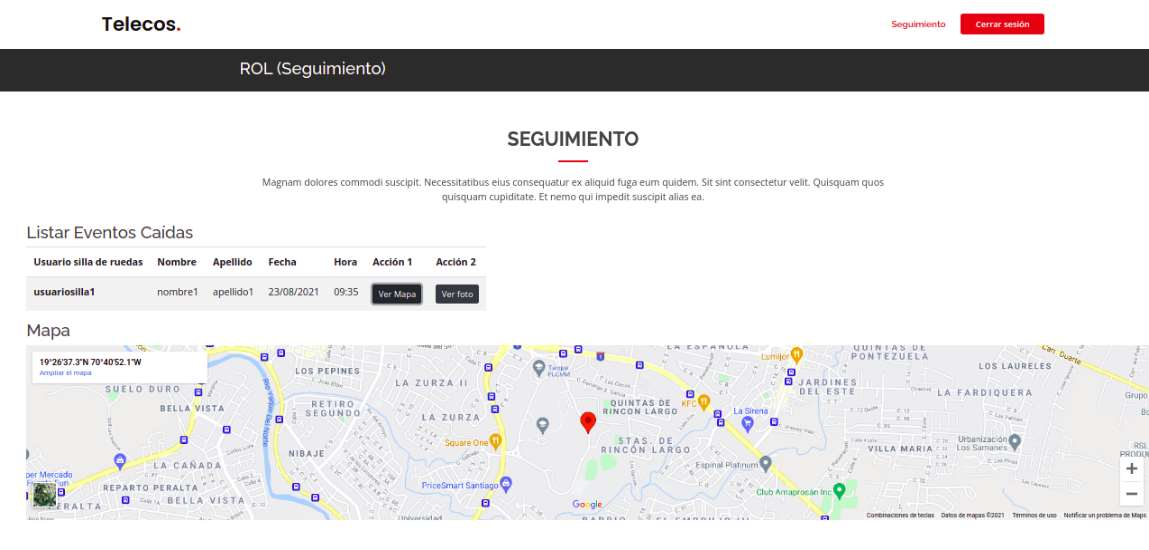 Telecos.
Seguimiento
Cerrar sesión
ROL (Seguimiento)
SEGUIMIENTO
Magnam dolores commodi suscipit. Necessitatibus eius consequatur ex aliquid fuga eum quidem. Sit sint consectetur velit. Quisquam quos
quisquam cupiditate. Et nemo qui impedit suscipit alias ea.
Listar Eventos Caídas
Usuario silla de ruedas Nombre Apellido Fecha Hora Acción 1 Acción 2
usuariosilla1 nombre1 apellido1 23/08/2021 09:35 Ver Mapa Ver foto
Mapa
19°26'37.3"N 70°40'52.1"W
Ampliar el mapa
LA ESPAÑOLA
QUINTAS DE
PONTEZUELA
Lumijor
LOS PEPINES
LA ZURZA II
LOS LAURELES
SUELO DURO
JARDINES
DEL ESTE
LA FARDIQUERA
BELLA VISTA
RETIRO
SEGUNDO
QUINTAS DE
RINCON LARGO
KFC
La Sirena
Grupo
LA ZURZA
Square One
STAS. DE
RINCÓN LARGO
VILLA MARIA
Urbanización
Los Samanes
NIBAJE
LA CAÑADA
Espinal Platinum
per Mercado
REPARTO PERALTA
PriceSmart Santiago
Club Amaprosan Inc
BELLA VISTA
Google
Universidad
Combinaciones de teclas Datos de mapas ©2021 Términos de uso Notificar un problema de Maps